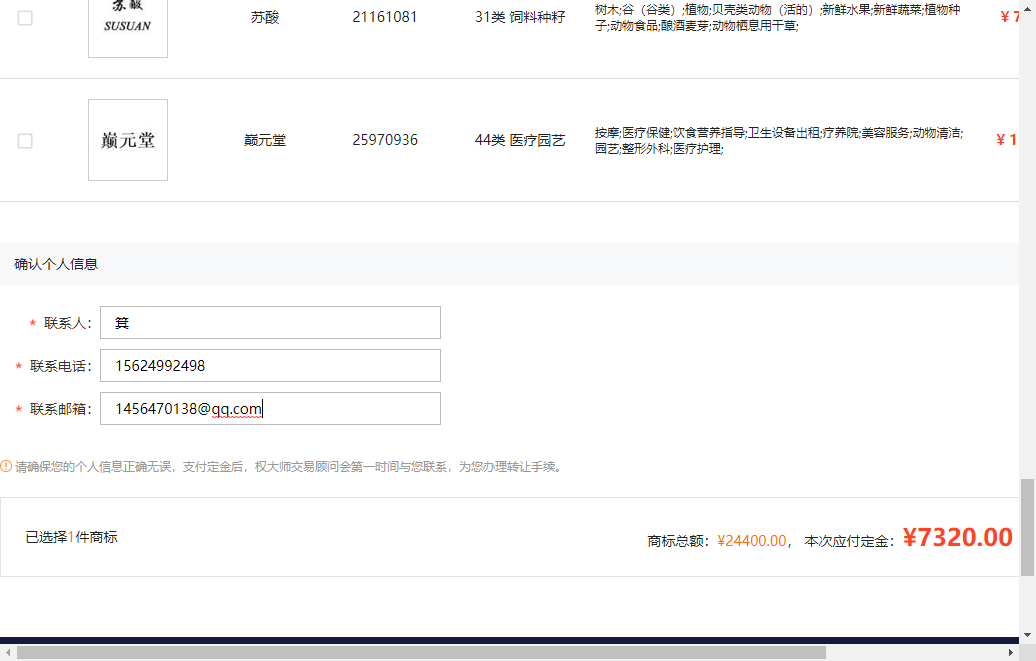 苏酸
SUSUAN
苏酸
21161081
31类 饲料种籽
树木;谷（谷类）;植物;贝壳类动物（活的）;新鲜水果;新鲜蔬菜;植物种
子;动物食品;酿酒麦芽;动物栖息用干草;
¥ 7
巅元堂
巅元堂
25970936
44类 医疗园艺
按摩;医疗保健;饮食营养指导;卫生设备出租;疗养院;美容服务;动物清洁;
园艺;整形外科;医疗护理;
¥ 1
确认个人信息
* 联系人: 箕
* 联系电话: 15624992498
* 联系邮箱: 1456470138@qq.com
请确保您的个人信息正确无误，支付定金后，权大师交易顾问会第一时间与您联系，为您办理转让手续。
已选择1件商标
商标总额: ¥24400.00， 本次应付定金: ¥7320.00